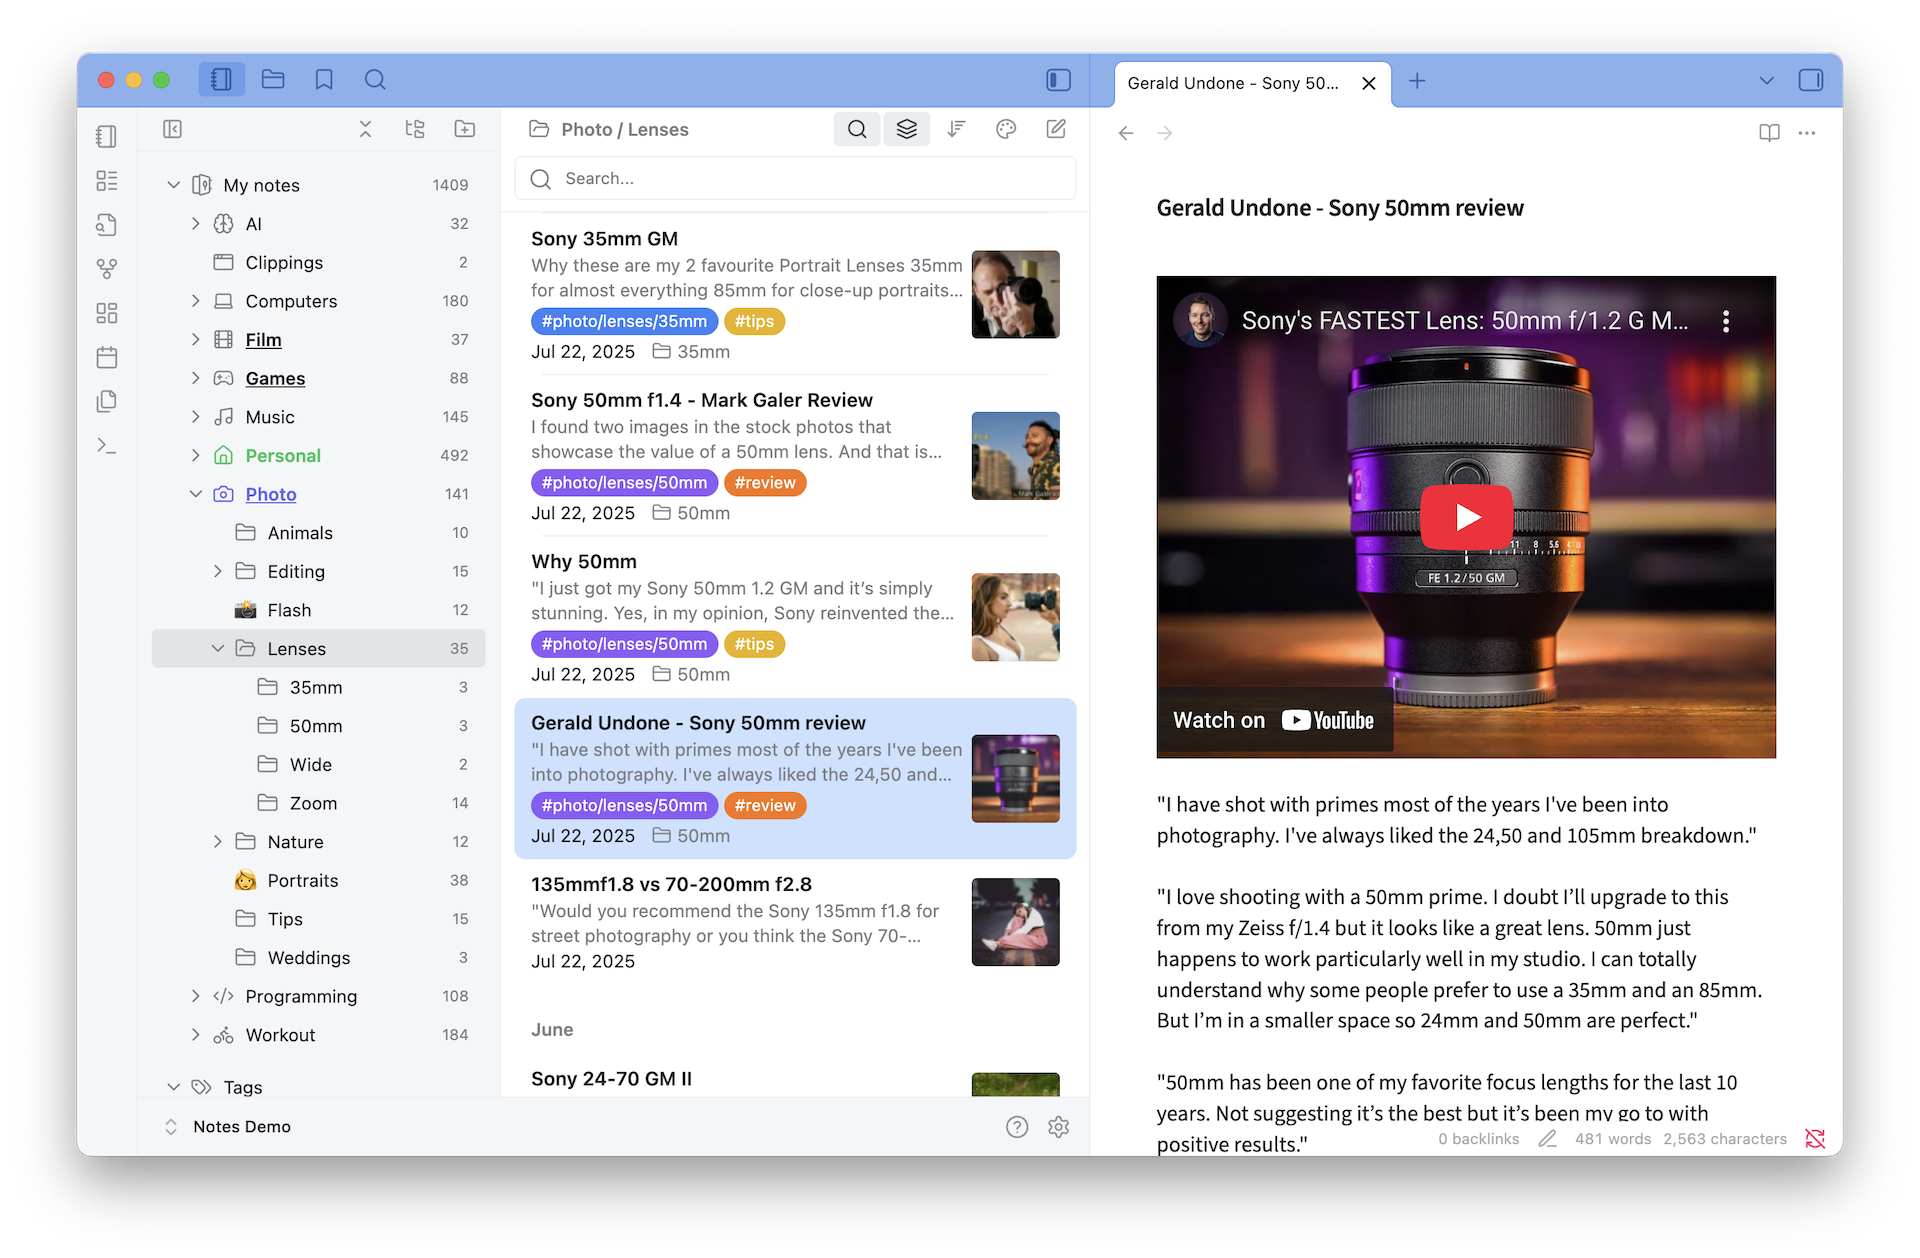 Gerald Undone - Sony 50...
My notes 1409
AI 32
Clippings 2
Computers 180
Film 37
Games 88
Music 145
Personal 492
Photo 141
Animals 10
Editing 15
Flash 12
Lenses 35
35mm 3
50mm 3
Wide 2
Zoom 14
Nature 12
Portraits 38
Tips 15
Weddings 3
Programming 108
Workout 184
Tags
Notes Demo
Photo / Lenses
Search...
Sony 35mm GM
Why these are my 2 favourite Portrait Lenses 35mm
for almost everything 85mm for close-up portraits...
#photo/lenses/35mm #tips
Jul 22, 2025 35mm
Sony 50mm f1.4 - Mark Galer Review
I found two images in the stock photos that
showcase the value of a 50mm lens. And that is...
#photo/lenses/50mm #review
Jul 22, 2025 50mm
Why 50mm
"I just got my Sony 50mm 1.2 GM and it’s simply
stunning. Yes, in my opinion, Sony reinvented the...
#photo/lenses/50mm #tips
Jul 22, 2025 50mm
Gerald Undone - Sony 50mm review
"I have shot with primes most of the years I've been
into photography. I've always liked the 24,50 and...
#photo/lenses/50mm #review
Jul 22, 2025 50mm
135mmf1.8 vs 70-200mm f2.8
"Would you recommend the Sony 135mm f1.8 for
street photography or you think the Sony 70-...
Jul 22, 2025
June
Sony 24-70 GM II
Gerald Undone - Sony 50mm review
Sony's FASTEST Lens: 50mm f/1.2 G M...
11 8 5.6 4
FE 1.2/50 GM
Watch on YouTube
"I have shot with primes most of the years I've been into
photography. I've always liked the 24,50 and 105mm breakdown."
"I love shooting with a 50mm prime. I doubt I’ll upgrade to this
from my Zeiss f/1.4 but it looks like a great lens. 50mm just
happens to work particularly well in my studio. I can totally
understand why some people prefer to use a 35mm and an 85mm.
But I’m in a smaller space so 24mm and 50mm are perfect."
"50mm has been one of my favorite focus lengths for the last 10
years. Not suggesting it’s the best but it’s been my go to with
positive results."
0 backlinks 481 words 2,563 characters